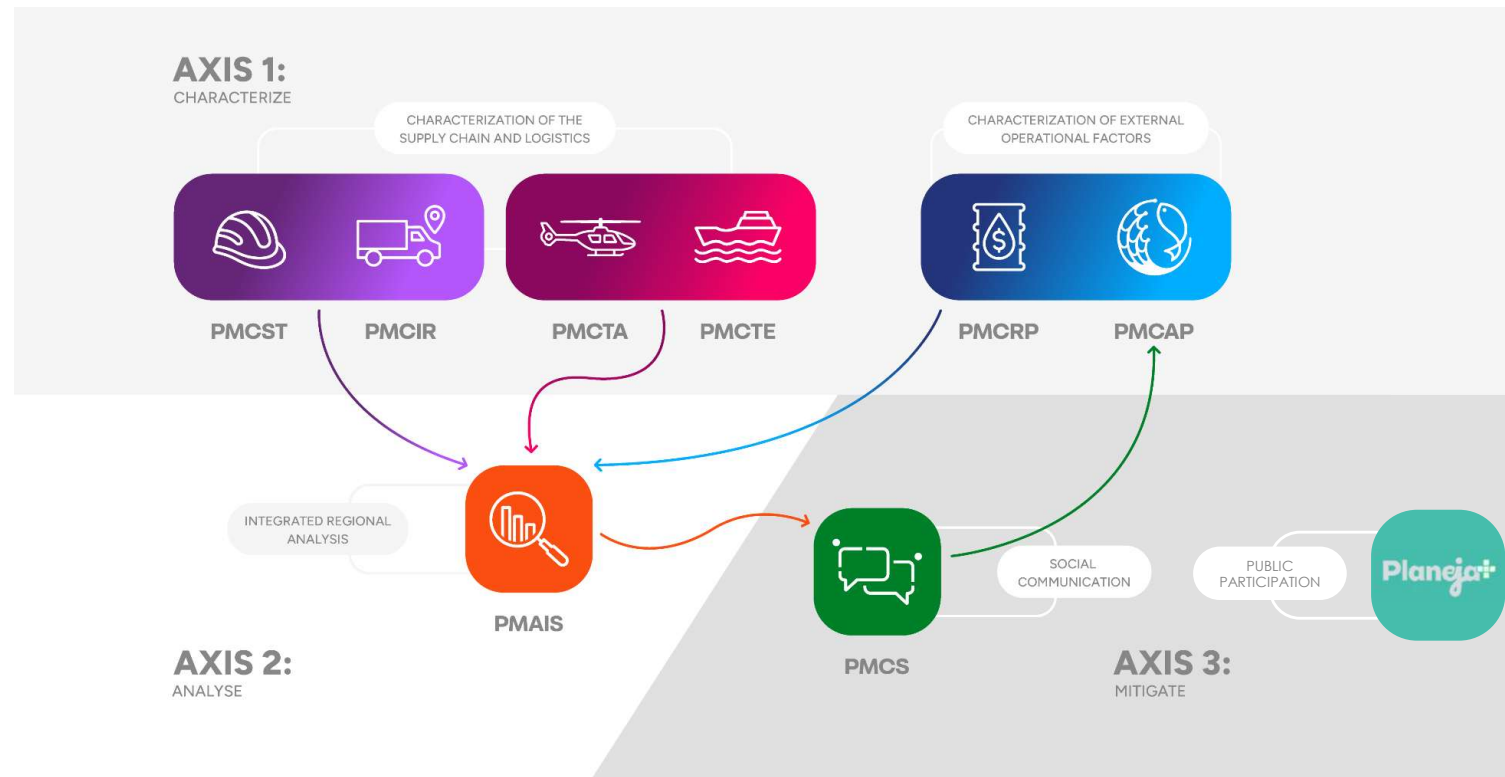 AXIS 1:
CHARACTERIZE
CHARACTERIZATION OF THE
SUPPLY CHAIN AND LOGISTICS
CHARACTERIZATION OF EXTERNAL
OPERATIONAL FACTORS
$
PMCST
PMCIR
PMCTA
PMCTE
PMCRP
PMCAP
INTEGRATED REGIONAL
ANALYSIS
PMAIS
SOCIAL
COMMUNICATION
PUBLIC
PARTICIPATION
Planeja+
PMCS
AXIS 2:
ANALYSE
AXIS 3:
MITIGATE